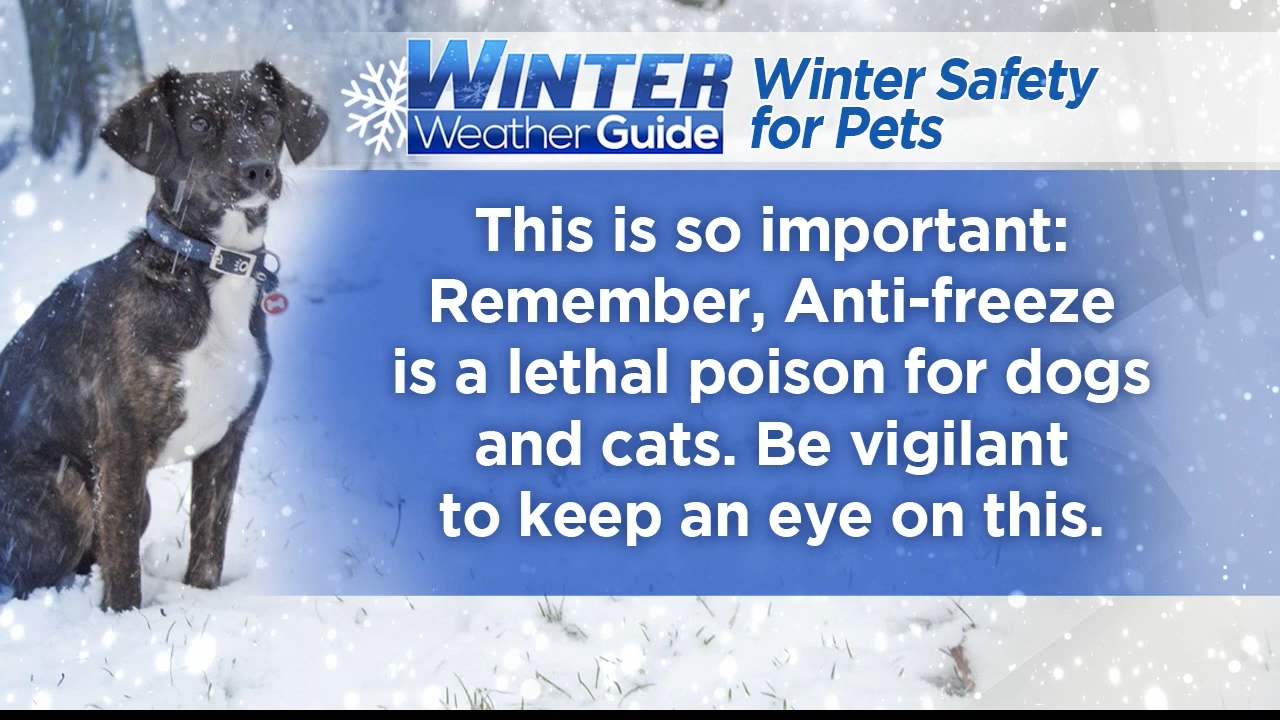 Winter
Weather Guide
Winter Safety
for Pets
This is so important:
Remember, Anti-freeze
is a lethal poison for dogs
and cats. Be vigilant
to keep an eye on this.